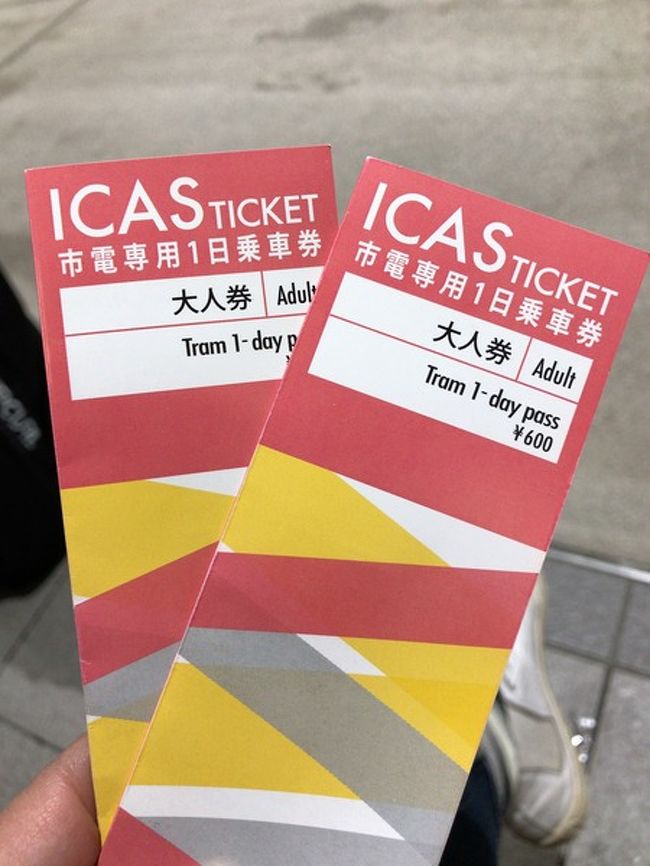 ICAS TICKET
市電専用1日乗車券
大人券 Adult
Tram 1-day
ICAS TICKET
市電専用1日乗車券
大人券 Adult
Tram 1-day pass
¥600